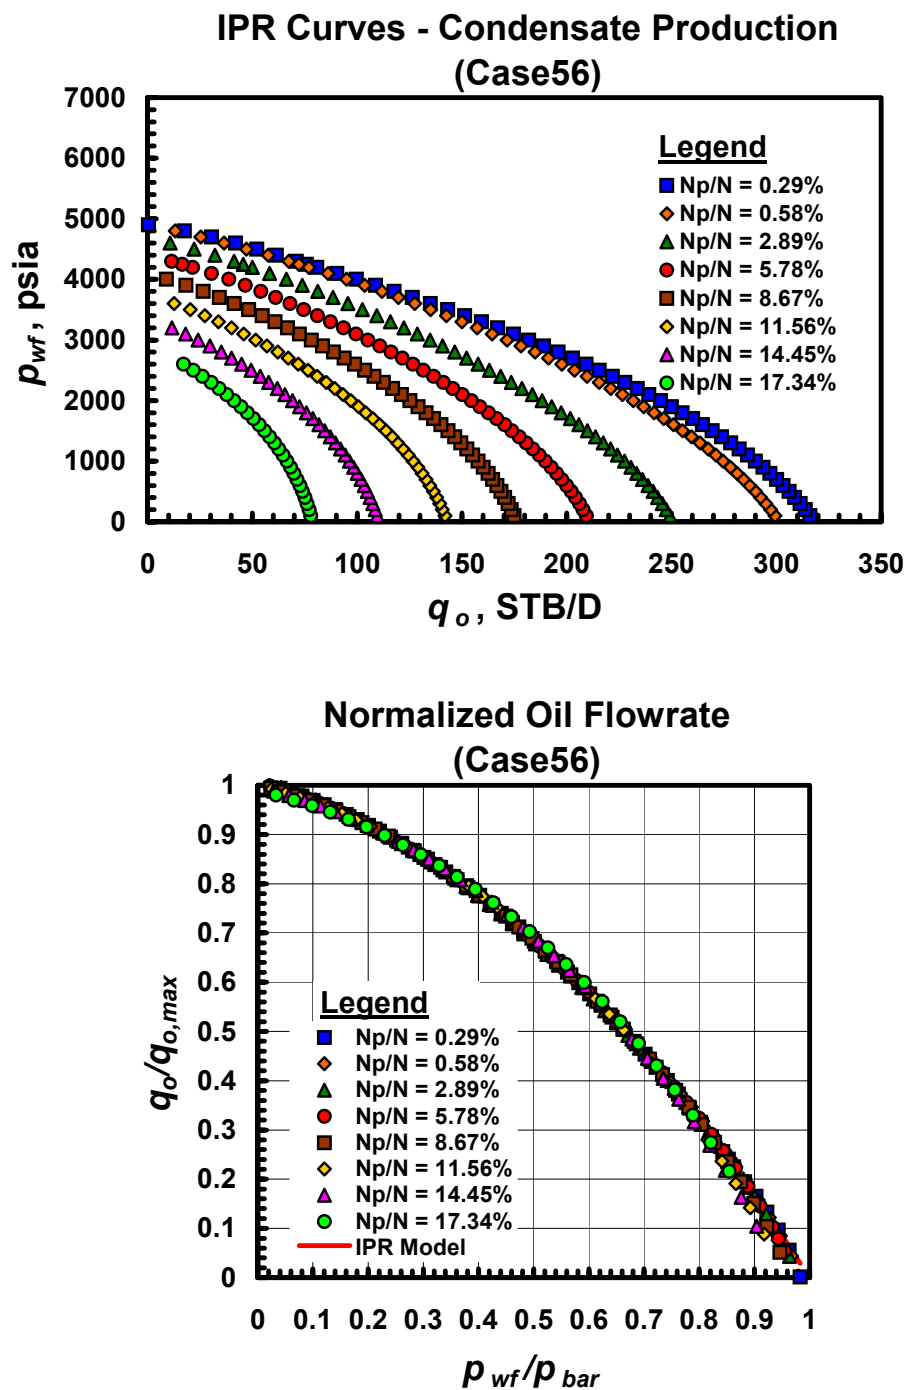 IPR Curves - Condensate Production
(Case56)
7000
6000
5000
4000
3000
2000
1000
0
p wf , psia
Legend
Np/N = 0.29%
Np/N = 0.58%
Np/N = 2.89%
Np/N = 5.78%
Np/N = 8.67%
Np/N = 11.56%
Np/N = 14.45%
Np/N = 17.34%
0 50 100 150 200 250 300 350
q o , STB/D
Normalized Oil Flowrate
(Case56)
1
0.9
0.8
0.7
0.6
0.5
0.4
0.3
0.2
0.1
0
q o /q o,max
Legend
Np/N = 0.29%
Np/N = 0.58%
Np/N = 2.89%
Np/N = 5.78%
Np/N = 8.67%
Np/N = 11.56%
Np/N = 14.45%
Np/N = 17.34%
IPR Model
0 0.1 0.2 0.3 0.4 0.5 0.6 0.7 0.8 0.9 1
p wf /p bar